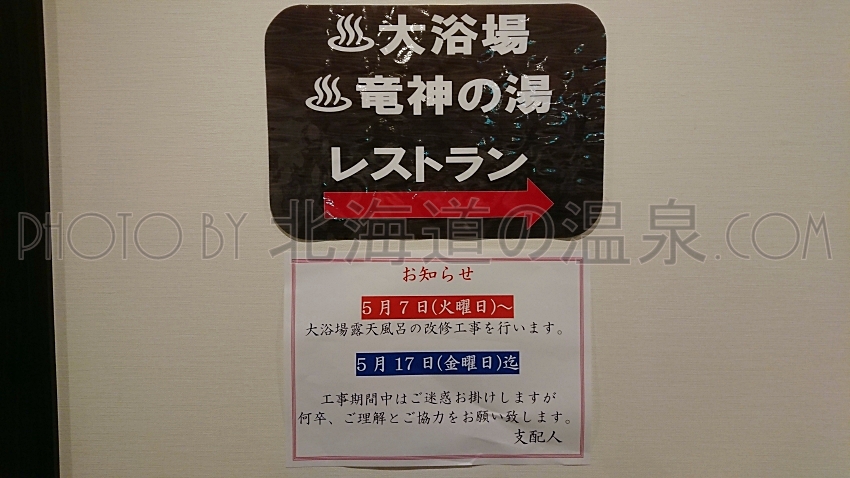 ♨大浴場
♨竜神の湯
レストラン
PHOTO BY 北海道の温泉.COM
お知らせ
5月7日(火曜日)～
大浴場露天風呂の改修工事を行います。
5月17日(金曜日)迄
工事期間中はご迷惑お掛けしますが
何卒、ご理解とご協力をお願い致します。
支配人